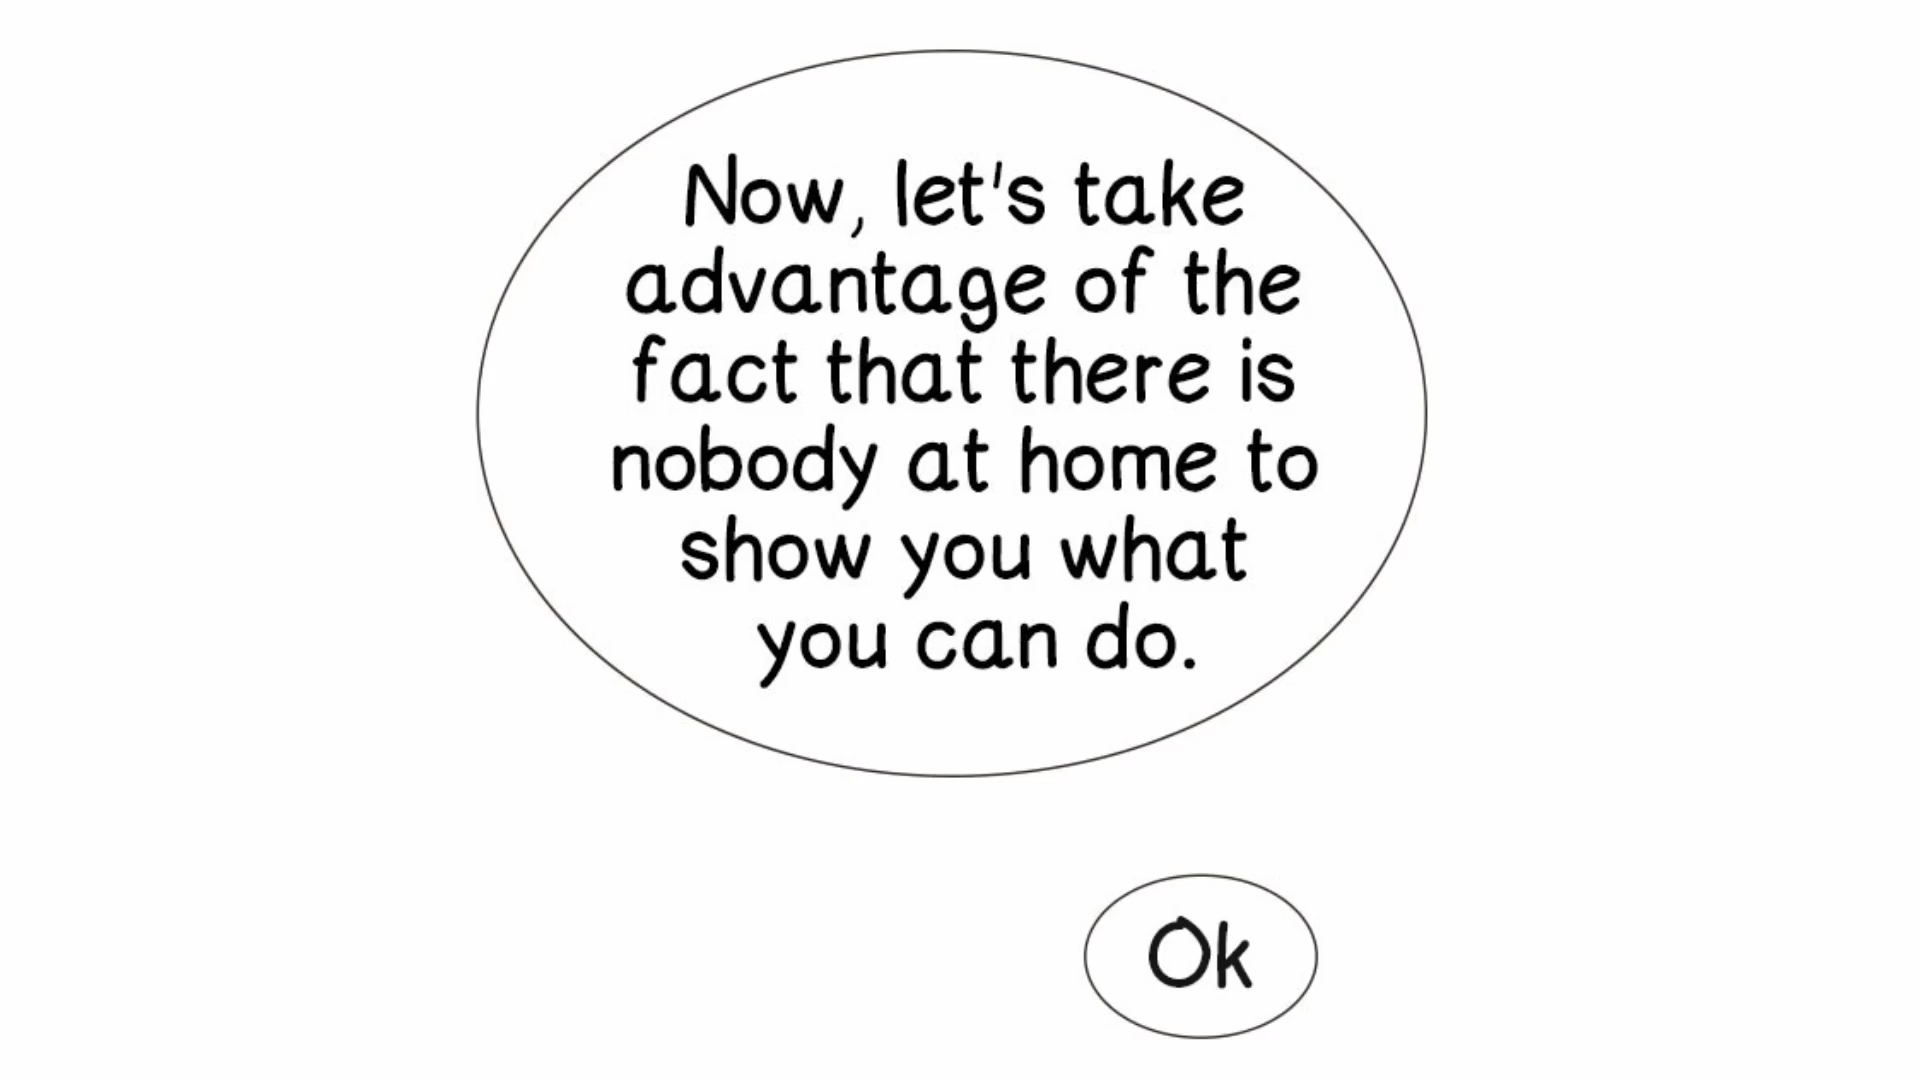 Now, let's take
advantage of the
fact that there is
nobody at home to
show you what
you can do.
Ok